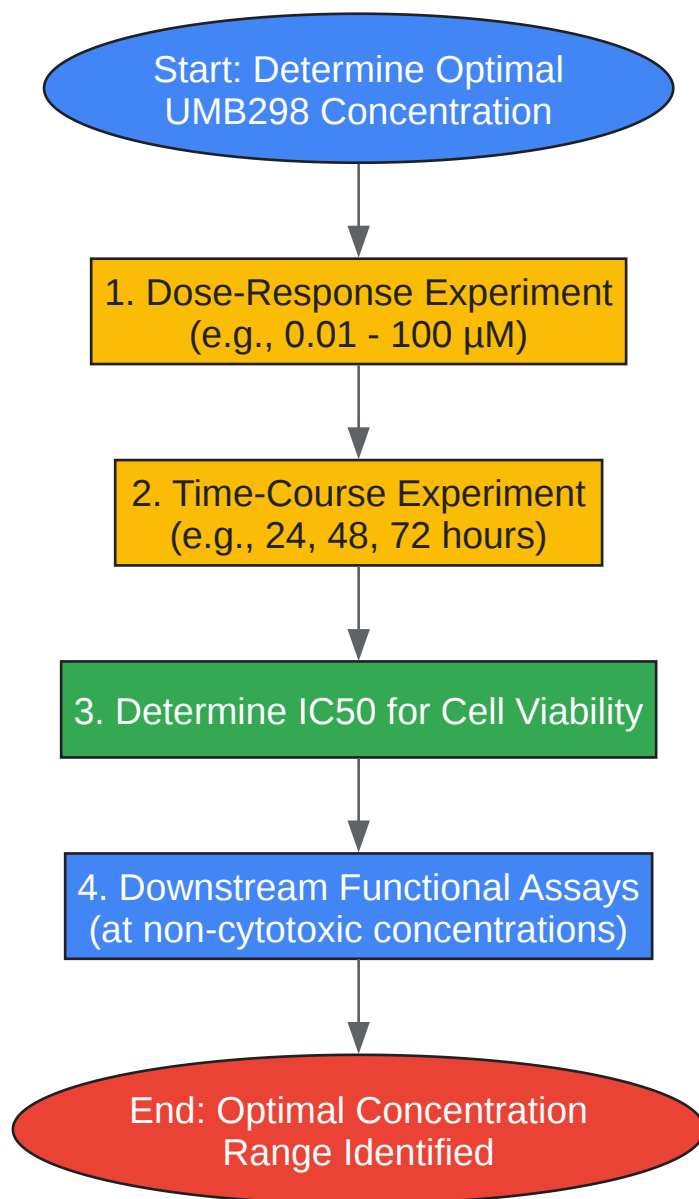 Start: Determine Optimal
UMB298 Concentration
1. Dose-Response Experiment
(e.g., 0.01 - 100 µM)
2. Time-Course Experiment
(e.g., 24, 48, 72 hours)
3. Determine IC50 for Cell Viability
4. Downstream Functional Assays
(at non-cytotoxic concentrations)
End: Optimal Concentration
Range Identified